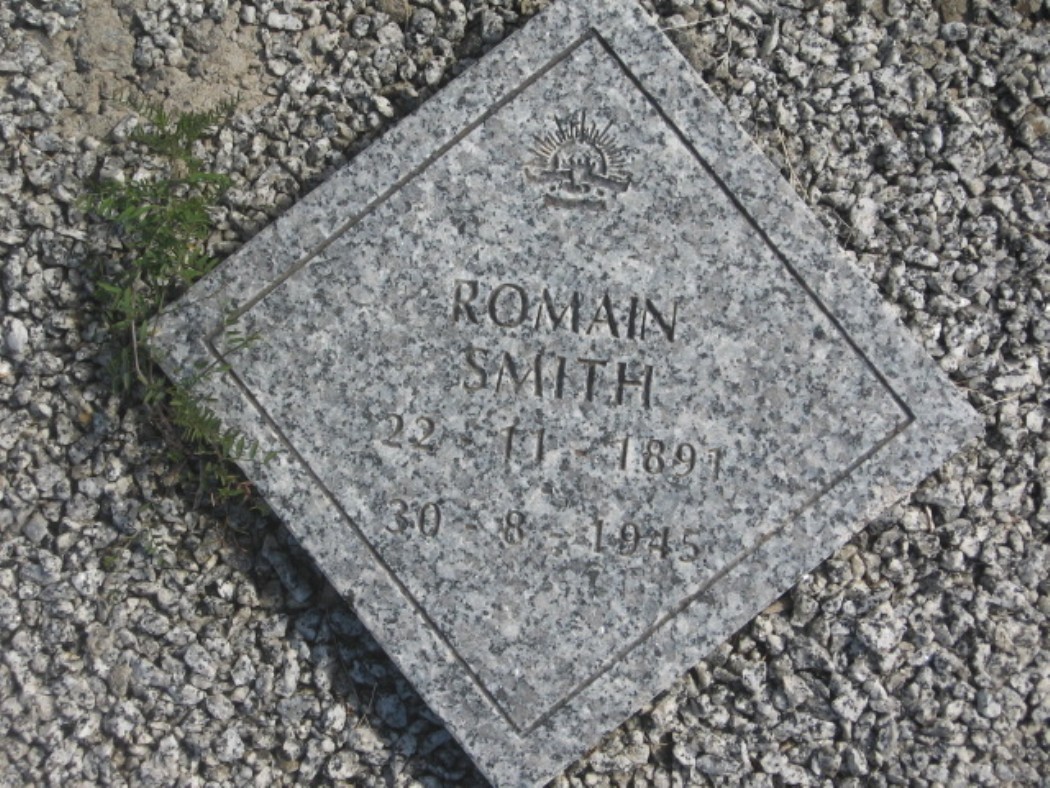 ROMAIN
SMITH
22 - 11 - 1891
30 - 8 - 1945